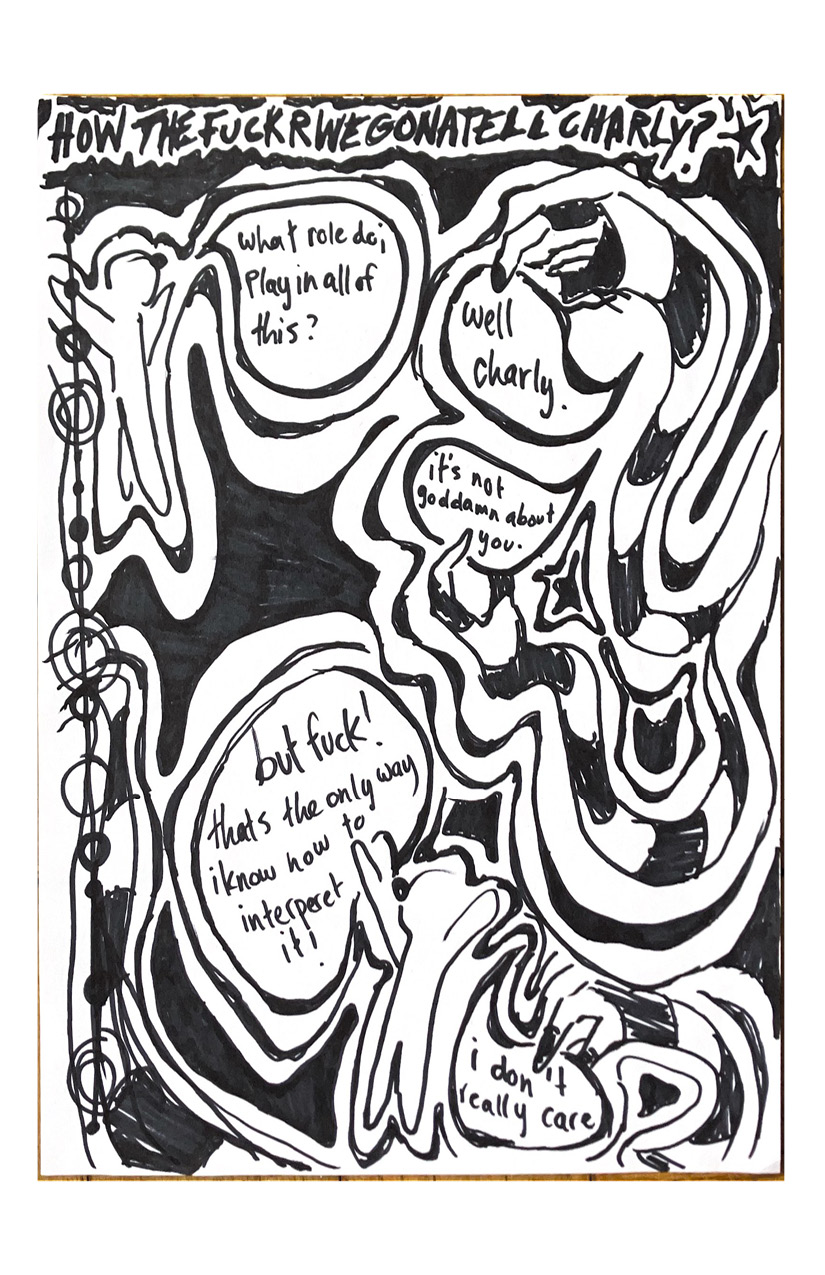 HOW THE FUCK R WE GONA TELL CHARLY?
what role do i
Play in all of
this?
well
charly.
it's not
goddamn about
you.
but fuck!
thats the only way
i know how to
interperet
it!
i don't
really care